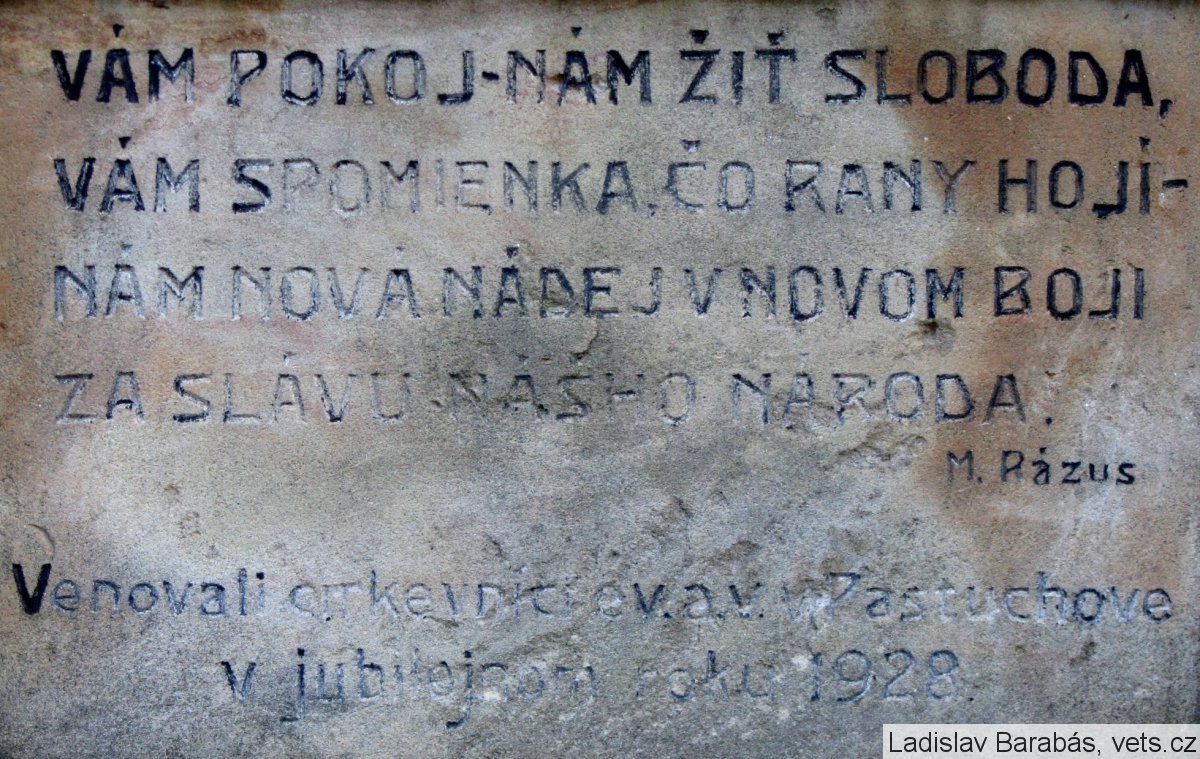 VÁM POKOJ-NÁM ŽIŤ SLOBODA,
VÁM SPOMIENKA, ČO RANY HOJÍ-
NÁM NOVÁ NÁDEJ V NOVOM BOJI
ZA SLÁVU NÁŠHO NÁRODA.
M. Rázus
Venovali cirkevníci ev.a.v. v Zastuchove
v jubilejnom roku 1928.
Ladislav Barabás, vets.cz